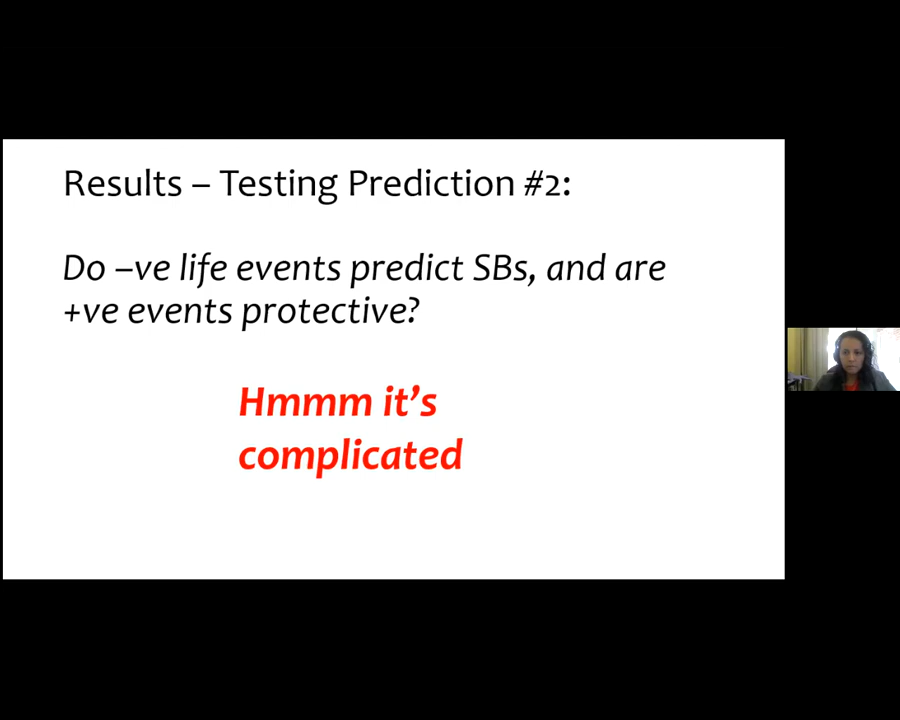 Results – Testing Prediction #2:
Do –ve life events predict SBs, and are
+ve events protective?
Hmmm it’s
complicated